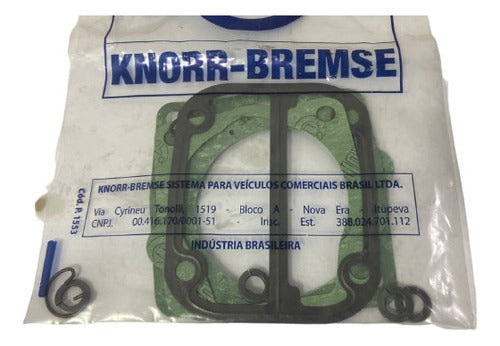 KNORR-BREMSE
KNORR-BREMSE SISTEMA PARA VEÍCULOS COMERCIAIS BRASIL LTDA.
Via Cyrineu Tonolli, 1519 - Bloco A - Nova Era - Itupeva
CNPJ. 00.416.170/0001-51 Insc. Est. 388.024.701.112
INDÚSTRIA BRASILEIRA
Cód. R 1553